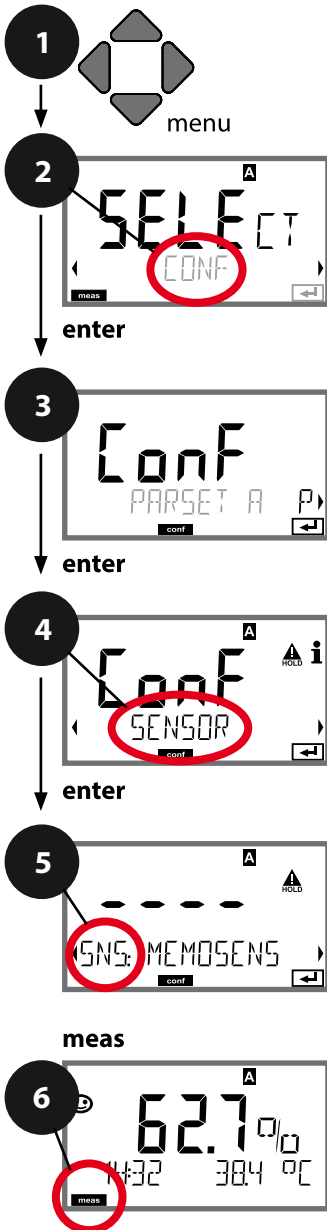 1
menu
2
A
SELECT
CONF
meas
enter
3
ConF
PARSET A P
conf
enter
4
A
ConF
HOLD i
SENSOR
conf
enter
5
A
HOLD
- - - -
SNS: MEMOSENS
conf
meas
6
A
62.7 %
14:32 38.4 °C
meas